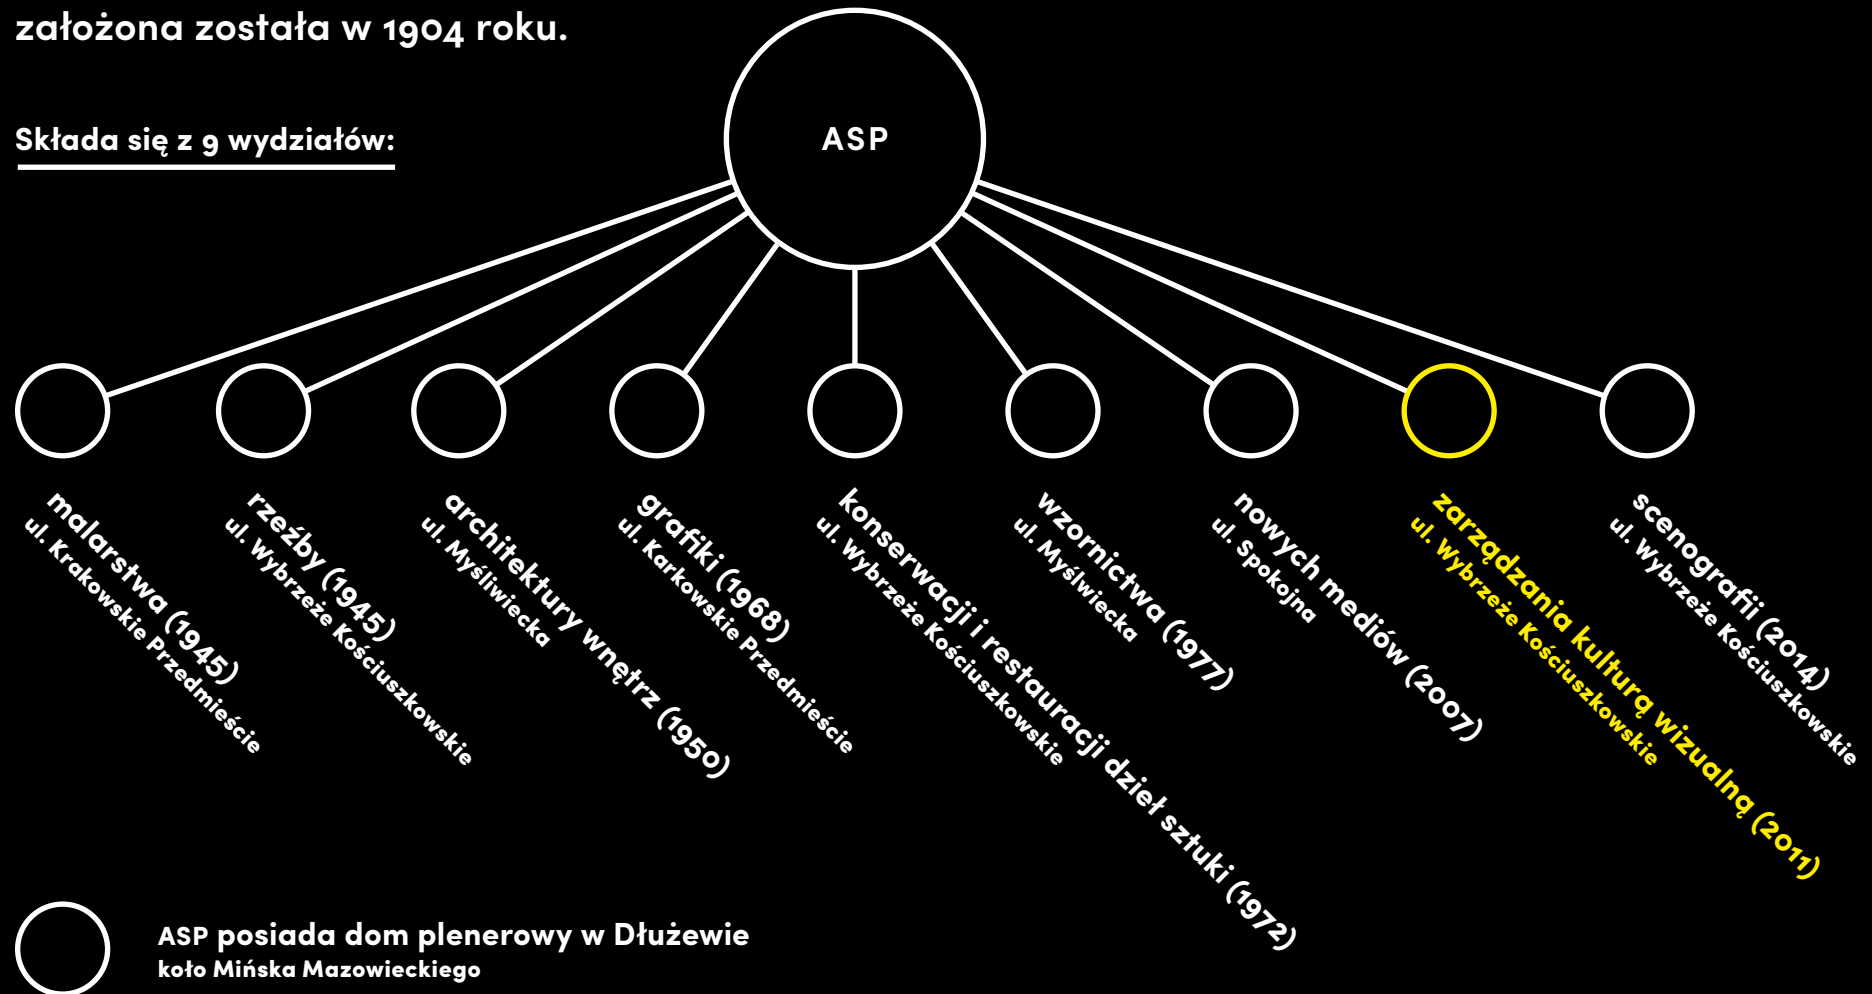 założona została w 1904 roku.
Składa się z 9 wydziałów:
ASP
malarstwa (1945)
ul. Krakowskie Przedmieście
rzeźby (1945)
ul. Wybrzeże Kościuszkowskie
architektury wnętrz (1950)
ul. Myśliwiecka
grafiki (1968)
ul. Karkowskie Przedmieście
konserwacji i restauracji dzieł sztuki (1972)
ul. Wybrzeże Kościuszkowskie
wzornictwa (1977)
ul. Myślwiecka
nowych mediów (2007)
ul. Spokojna
zarządzania kulturą wizualną (2011)
ul. Wybrzeże Kościuszkowskie
scenografii (2014)
ul. Wybrzeże Kościuszkowskie
ASP posiada dom plenerowy w Dłużewie
koło Mińska Mazowieckiego